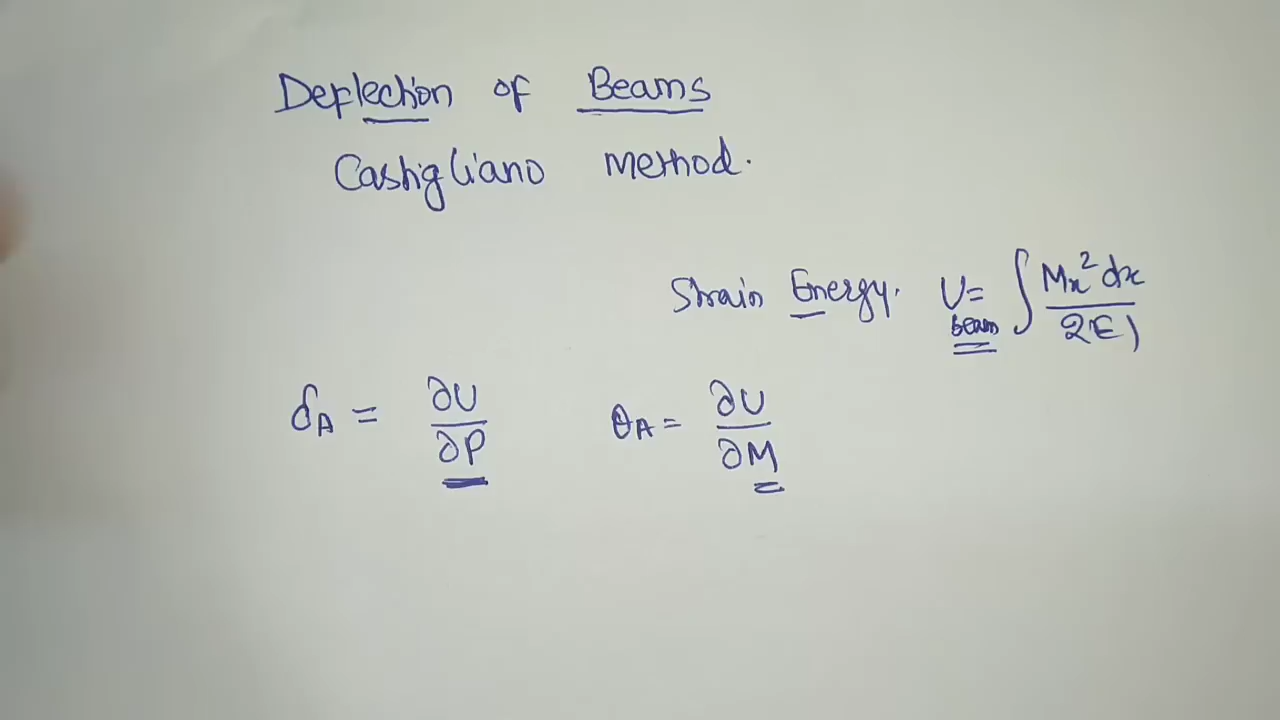 Deflection of Beams
Castigliano method.
Strain Energy. U = ∫ Mx² dx / 2EI
Beam
δA = ∂U / ∂P θA = ∂U / ∂M